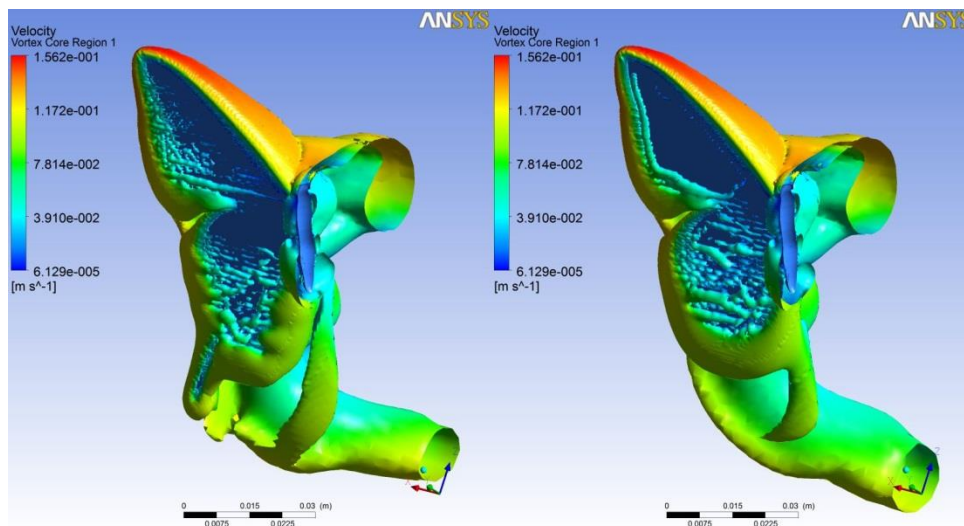 ANSYS
Velocity
Vortex Core Region 1
1.562e-001
1.172e-001
7.814e-002
3.910e-002
6.129e-005
[m s^-1]
0 0.015 0.03 (m)
0.0075 0.0225
ANSYS
Velocity
Vortex Core Region 1
1.562e-001
1.172e-001
7.814e-002
3.910e-002
6.129e-005
[m s^-1]
X Z
0 0.015 0.03 (m)
0.0075 0.0225